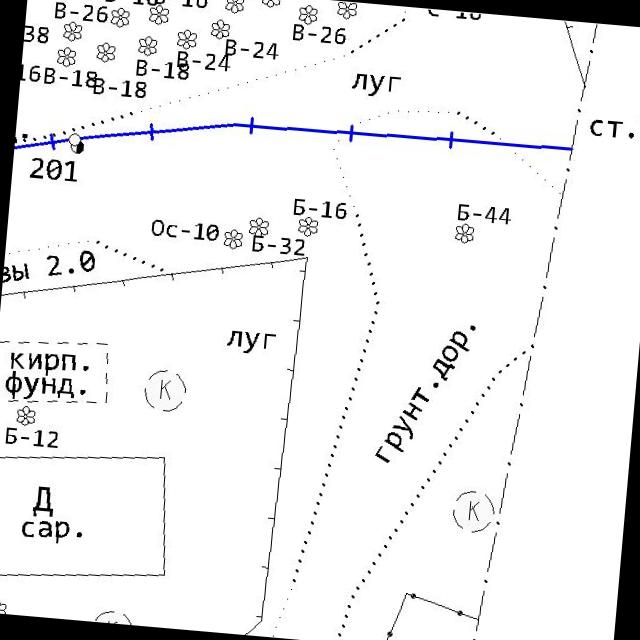 В-26
В-26
38
В-24
В-24
В-18
16В-18
В-18
луг
ст.
201
Б-16
Б-44
Ос-10
Б-32
2.0
луг
кирп.
фунд.
К
грунт.дор.
Б-12
Д
сар.
К